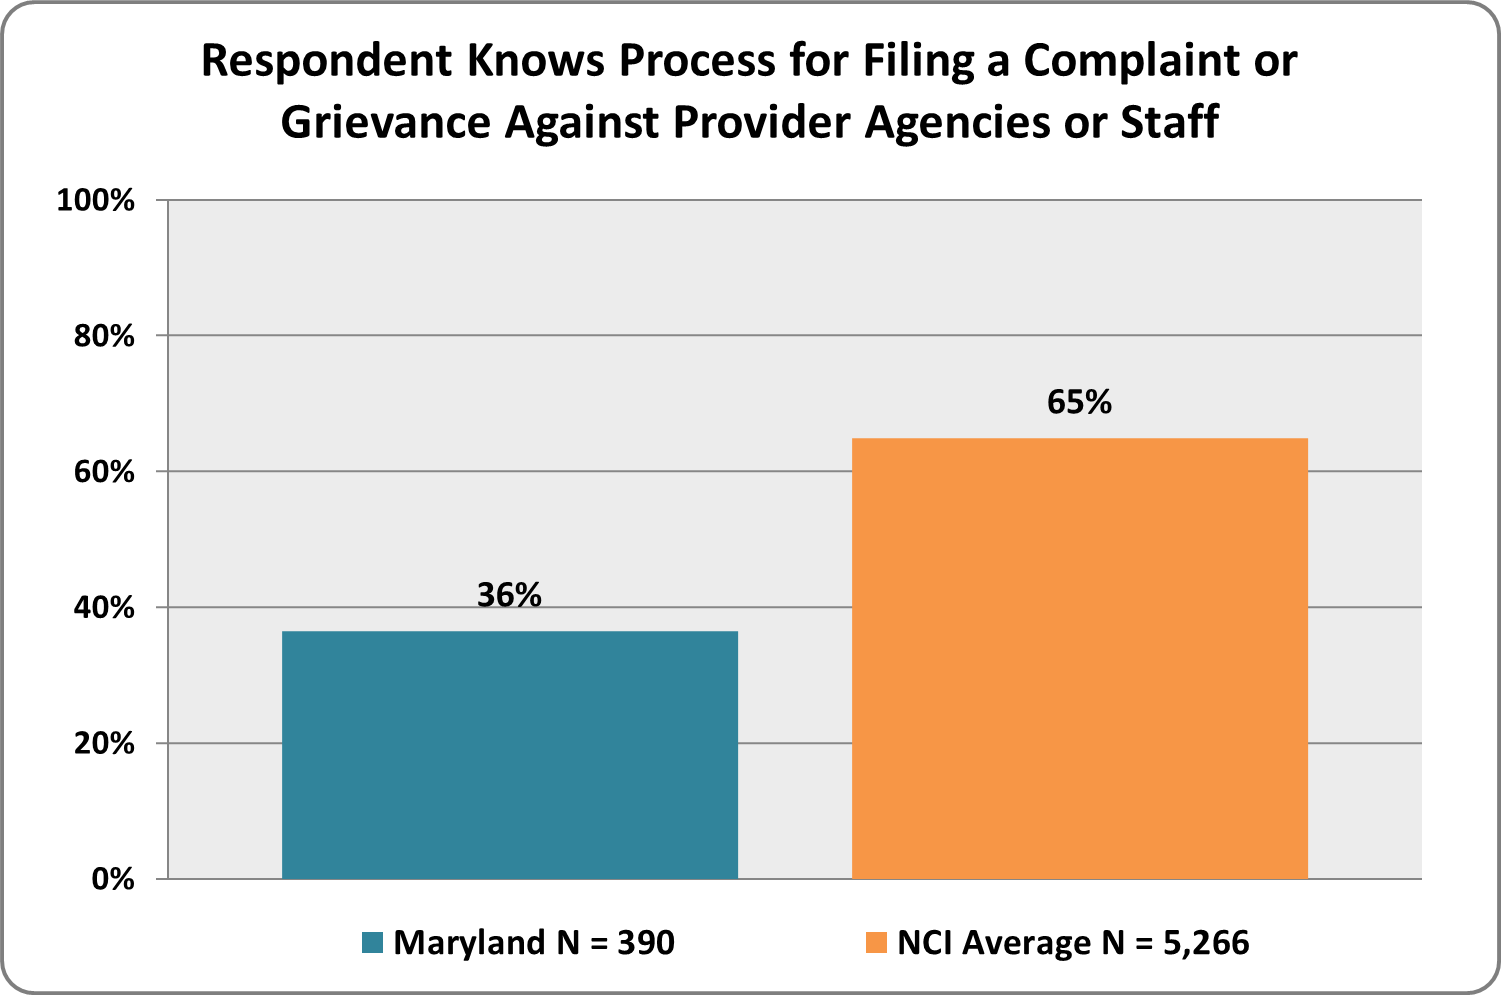 Respondent Knows Process for Filing a Complaint or
Grievance Against Provider Agencies or Staff
100%
80%
60%
40%
20%
0%
36%
65%
Maryland N = 390
NCI Average N = 5,266